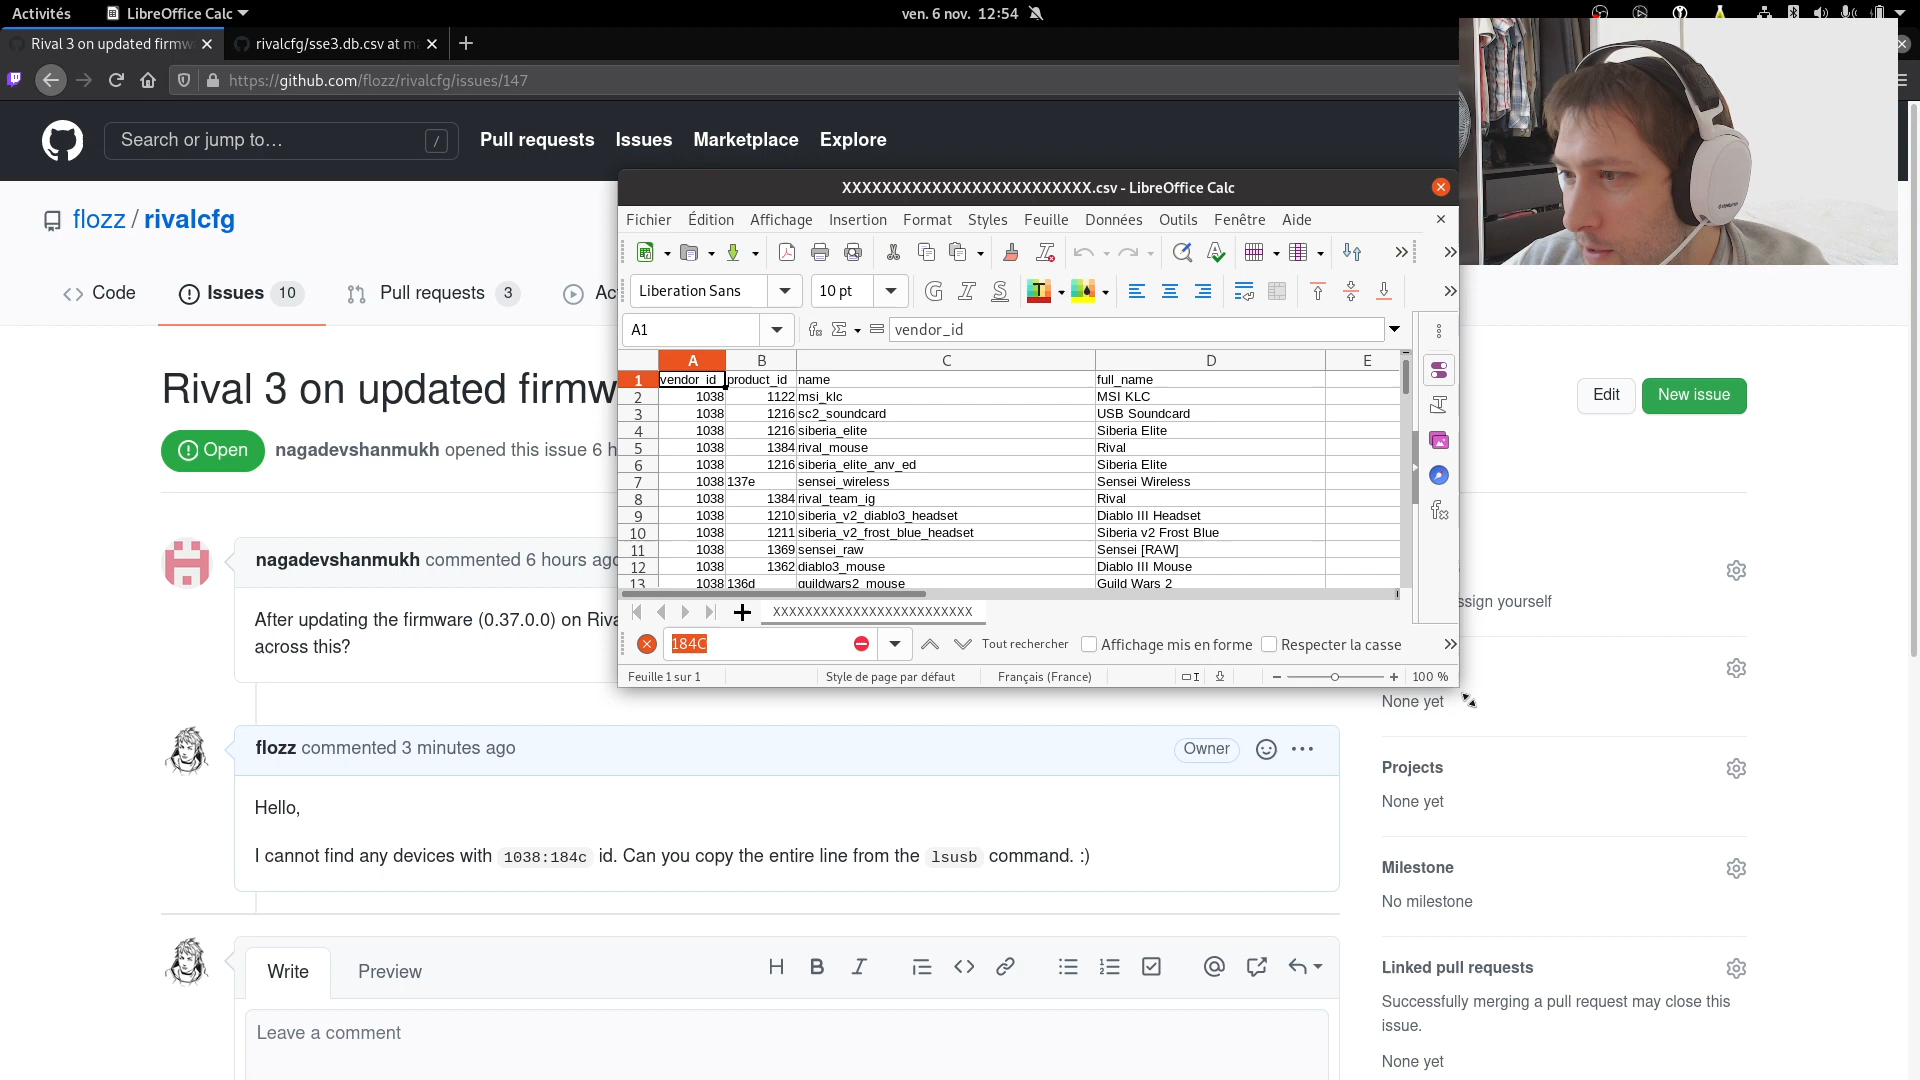 Activités
LibreOffice Calc
ven. 6 nov. 12:54
Rival 3 on updated firmw
rivalcfg/sse3.db.csv at ma
https://github.com/flozz/rivalcfg/issues/147
Search or jump to…
/
Pull requests
Issues
Marketplace
Explore
flozz / rivalcfg
Code
Issues 10
Pull requests 3
Ac
Rival 3 on updated firmw
Edit
New issue
Open
nagadevshanmukh opened this issue 6 h
nagadevshanmukh commented 6 hours ago
After updating the firmware (0.37.0.0) on Riva
across this?
flozz commented 3 minutes ago
Owner
Hello,
I cannot find any devices with 1038:184c id. Can you copy the entire line from the lsusb command. :)
Write
Preview
Leave a comment
XXXXXXXXXXXXXXXXXXXXXXXXX.csv - LibreOffice Calc
Fichier Édition Affichage Insertion Format Styles Feuille Données Outils Fenêtre Aide
Liberation Sans
10 pt
A1
vendor_id
A B C D E
1 vendor_id product_id name full_name
2 1038 1122 msi_klc MSI KLC
3 1038 1216 sc2_soundcard USB Soundcard
4 1038 1216 siberia_elite Siberia Elite
5 1038 1384 rival_mouse Rival
6 1038 1216 siberia_elite_anv_ed Siberia Elite
7 1038 137e sensei_wireless Sensei Wireless
8 1038 1384 rival_team_ig Rival
9 1038 1210 siberia_v2_diablo3_headset Diablo III Headset
10 1038 1211 siberia_v2_frost_blue_headset Siberia v2 Frost Blue
11 1038 1369 sensei_raw Sensei [RAW]
12 1038 1362 diablo3_mouse Diablo III Mouse
13 1038 136d guildwars2_mouse Guild Wars 2
XXXXXXXXXXXXXXXXXXXXXXXXX
184C
Tout rechercher
Affichage mis en forme
Respecter la casse
Feuille 1 sur 1
Style de page par défaut
Français (France)
100 %
ssign yourself
None yet
Projects
None yet
Milestone
No milestone
Linked pull requests
Successfully merging a pull request may close this
issue.
None yet